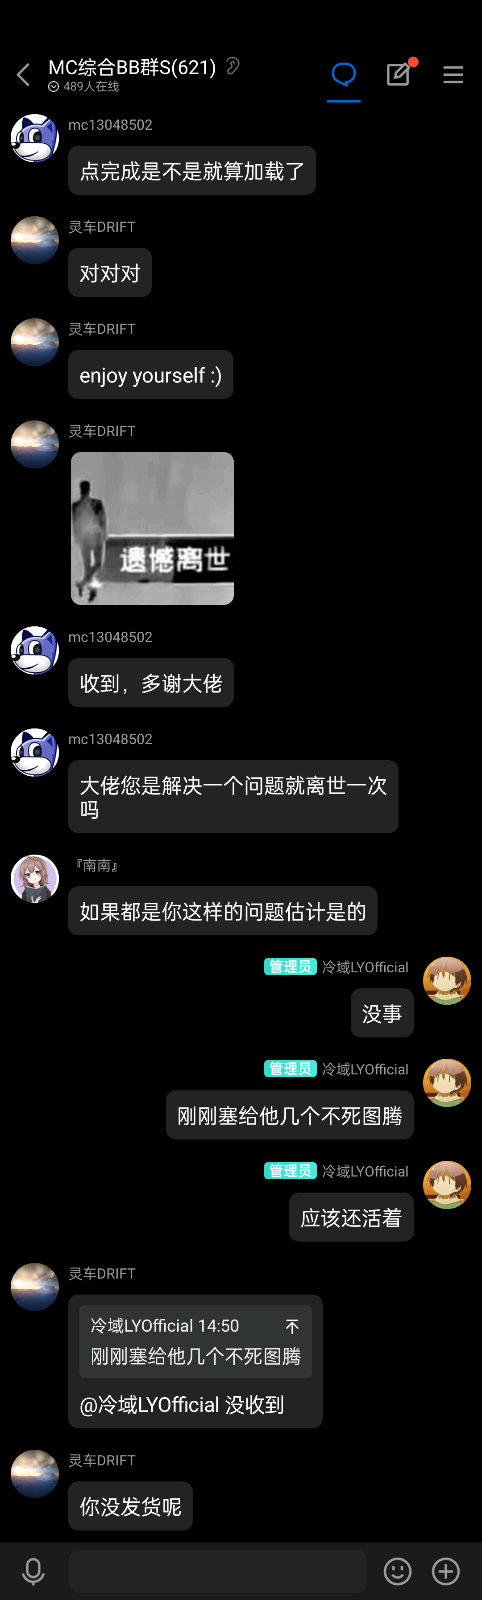 MC综合BB群S(621)
489人在线
mc13048502
点完成是不是就算加载了
灵车DRIFT
对对对
灵车DRIFT
enjoy yourself :)
灵车DRIFT
遗憾离世
mc13048502
收到，多谢大佬
mc13048502
大佬您是解决一个问题就离世一次
吗
『南南』
如果都是你这样的问题估计是的
管理员 冷域LYOfficial
没事
管理员 冷域LYOfficial
刚刚塞给他几个不死图腾
管理员 冷域LYOfficial
应该还活着
灵车DRIFT
冷域LYOfficial 14:50
刚刚塞给他几个不死图腾
@冷域LYOfficial 没收到
灵车DRIFT
你没发货呢